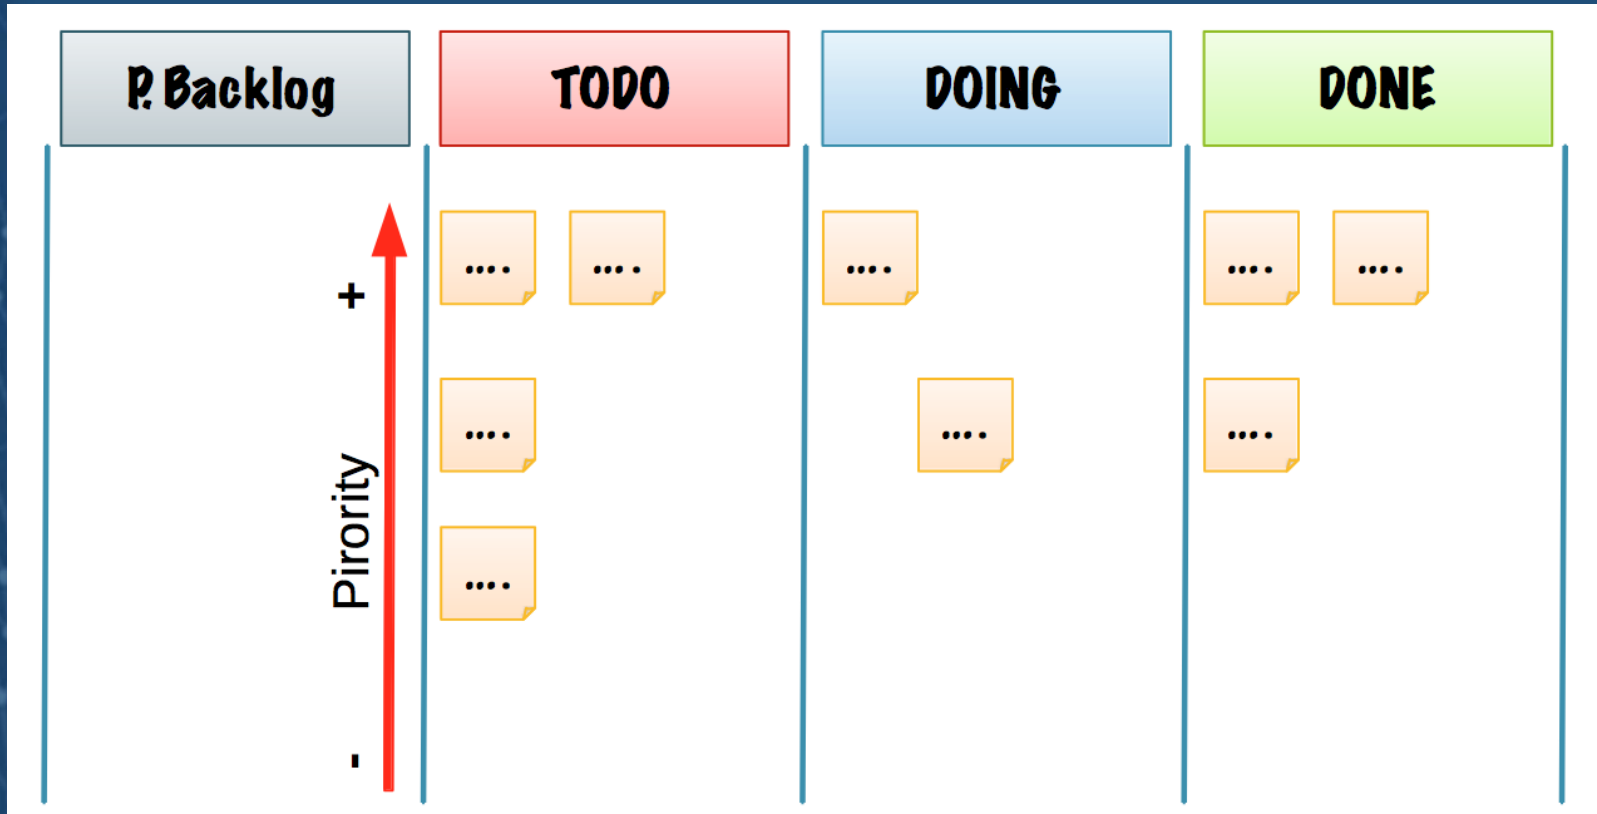 P. Backlog
TODO
DOING
DONE
+
Pirority
-
.... .... .... .... ....
.... .... ....
....